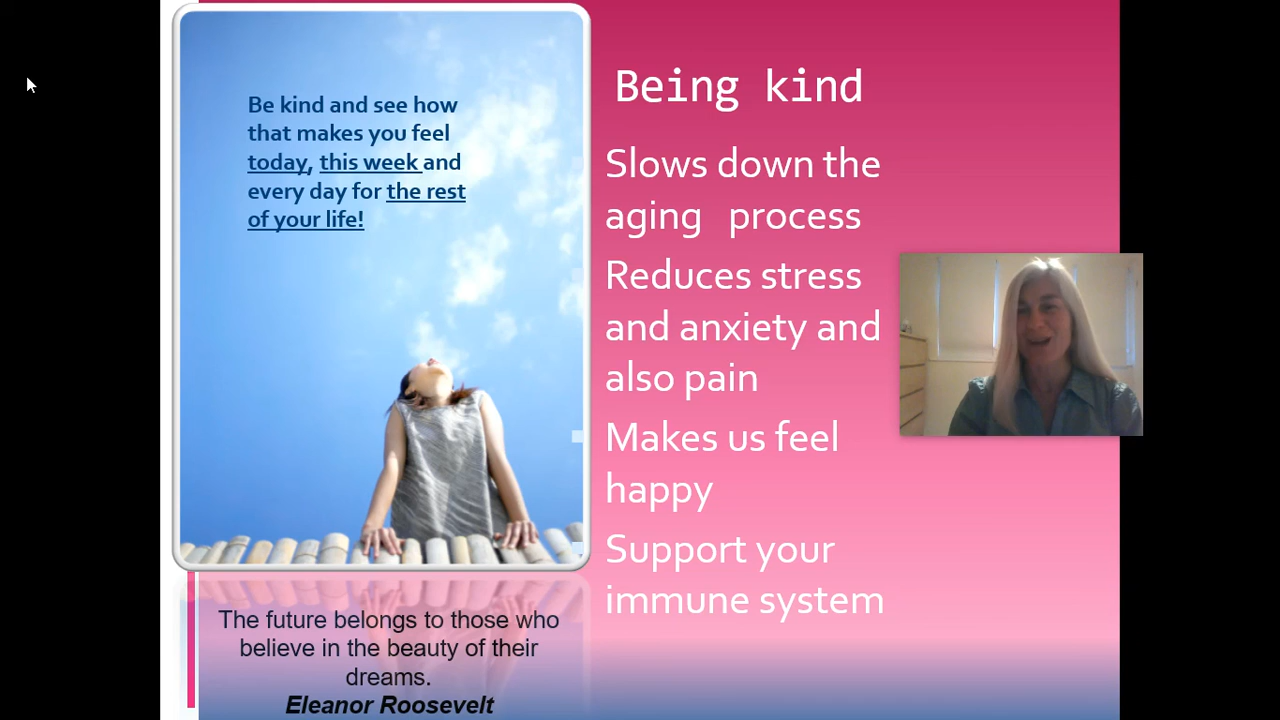 Be kind and see how
that makes you feel
today, this week and
every day for the rest
of your life!
The future belongs to those who
believe in the beauty of their
dreams.
Eleanor Roosevelt
Being kind
Slows down the
aging process
Reduces stress
and anxiety and
also pain
Makes us feel
happy
Support your
immune system